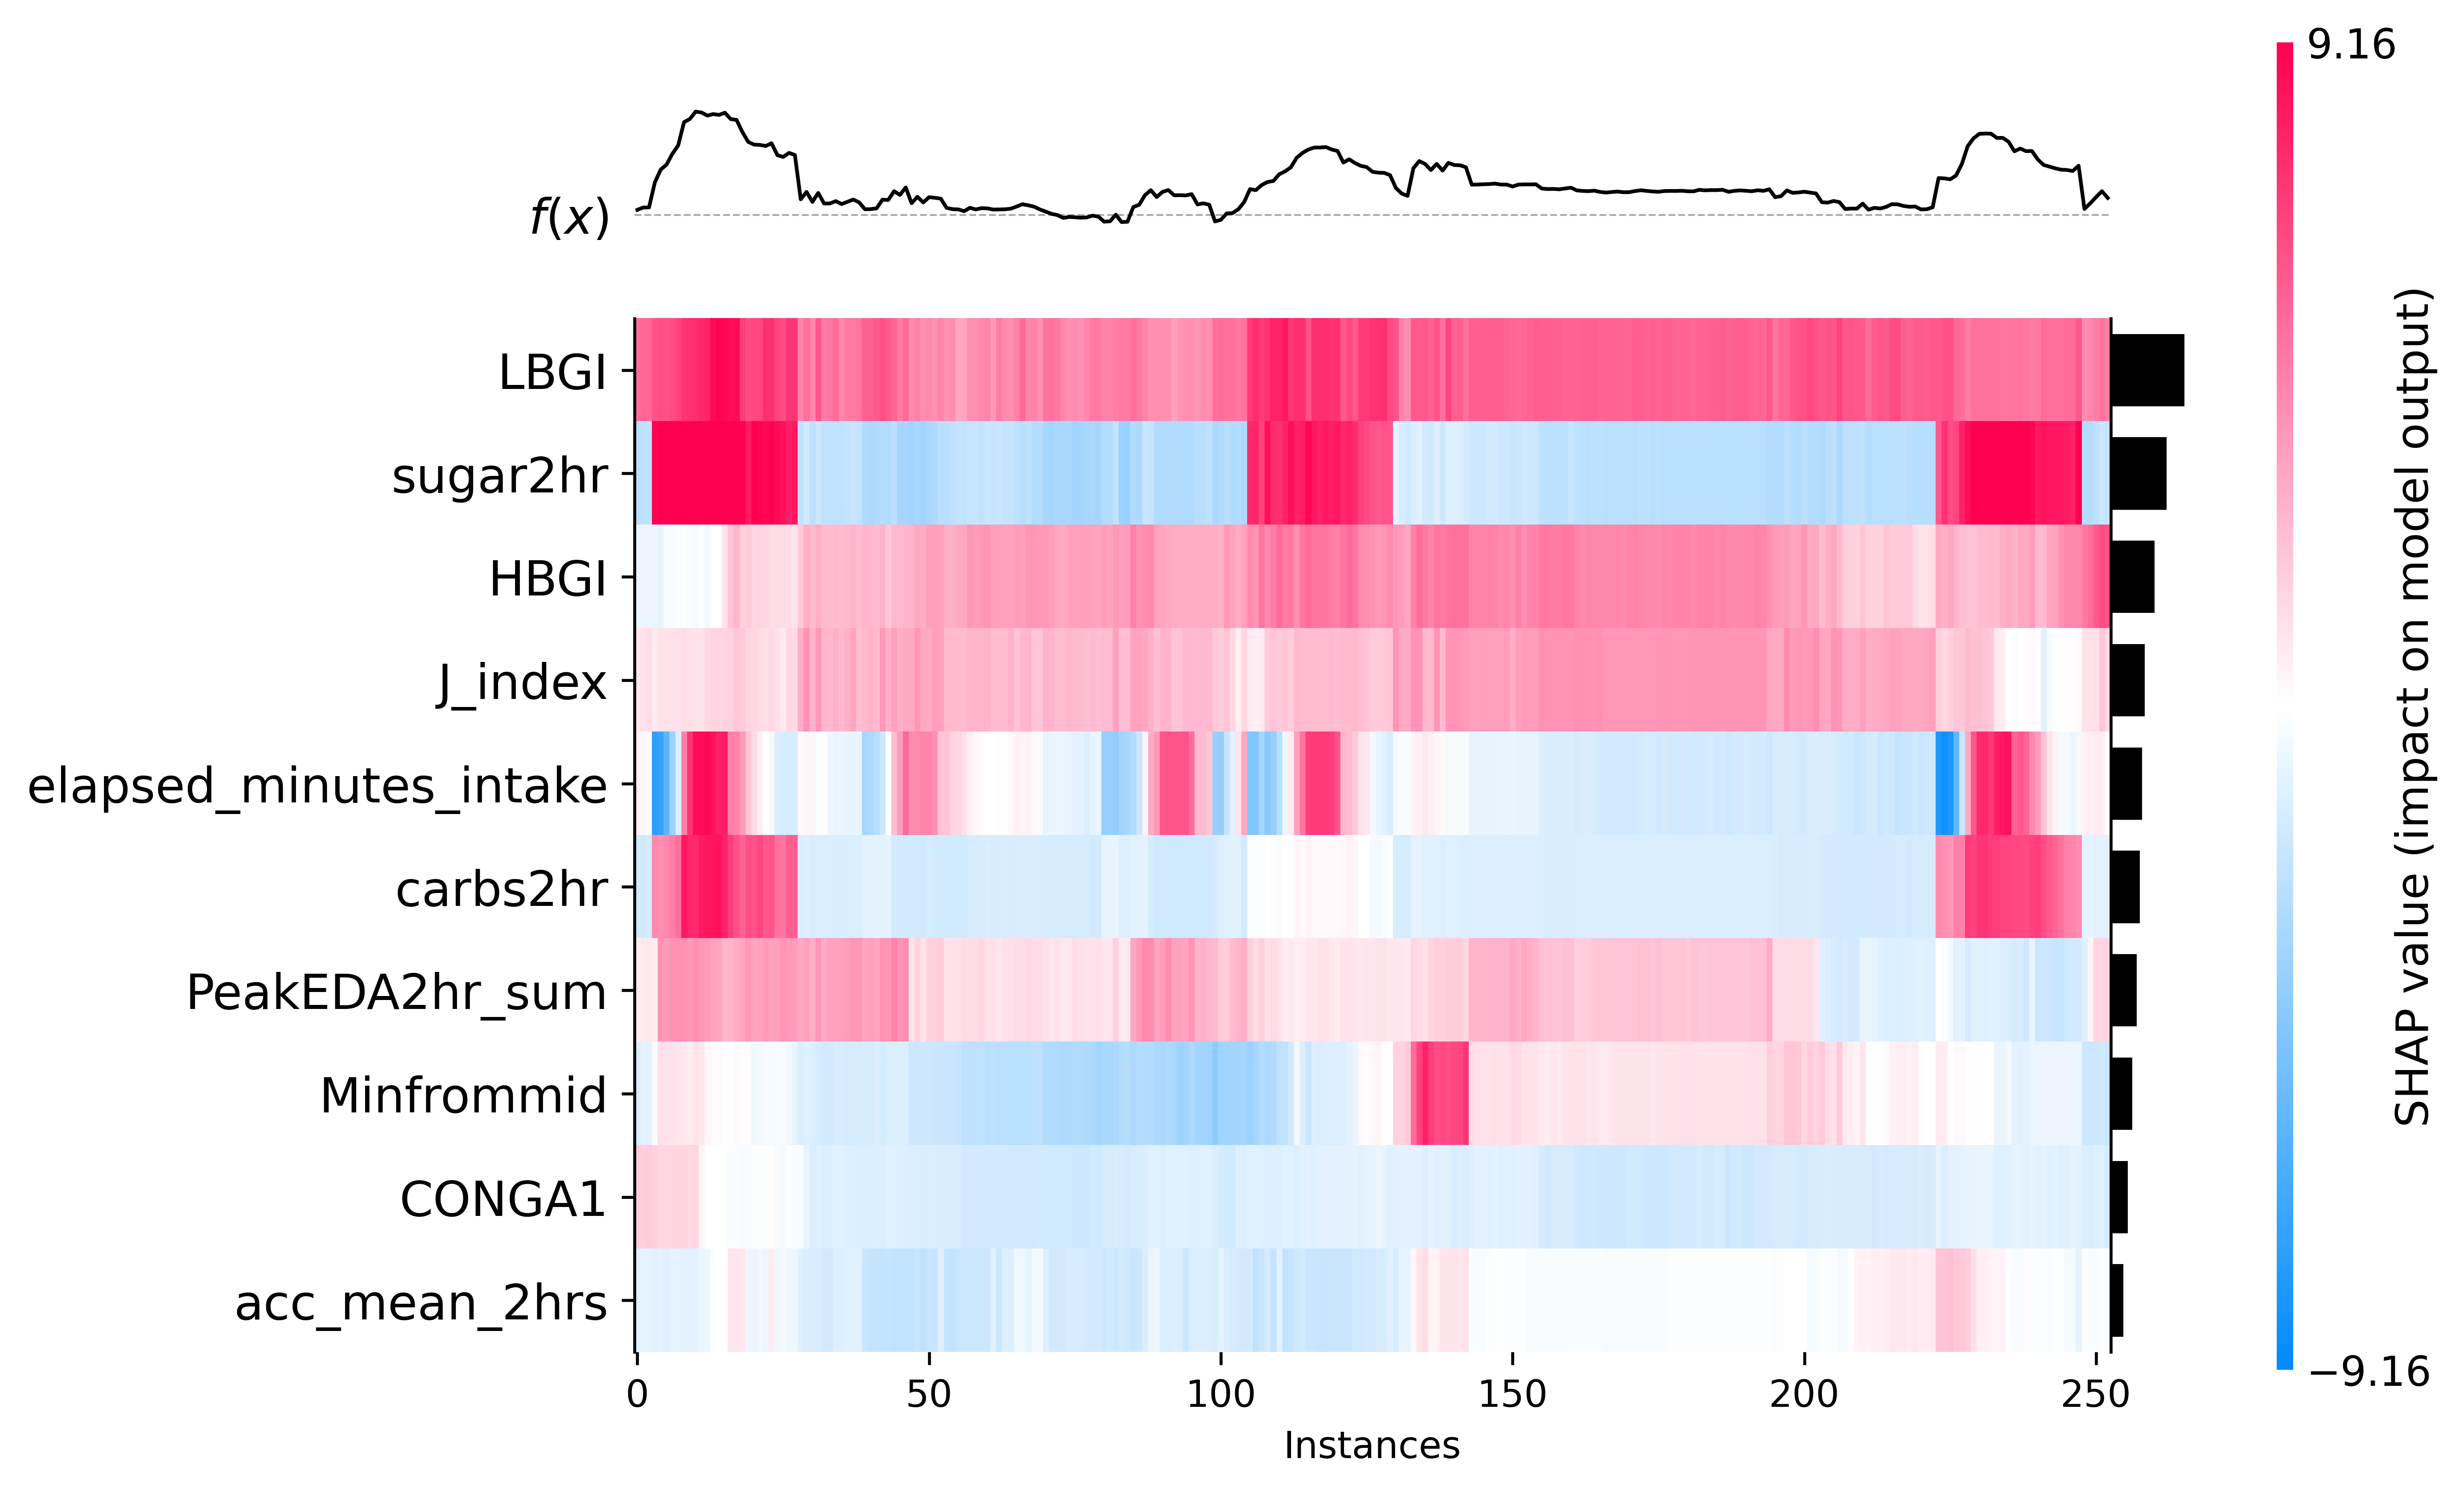 9.16
f(x)
LBGI
sugar2hr
HBGI
J_index
elapsed_minutes_intake
carbs2hr
PeakEDA2hr_sum
Minfrommid
CONGA1
acc_mean_2hrs
0 50 100 150 200 250
Instances
−9.16
SHAP value (impact on model output)